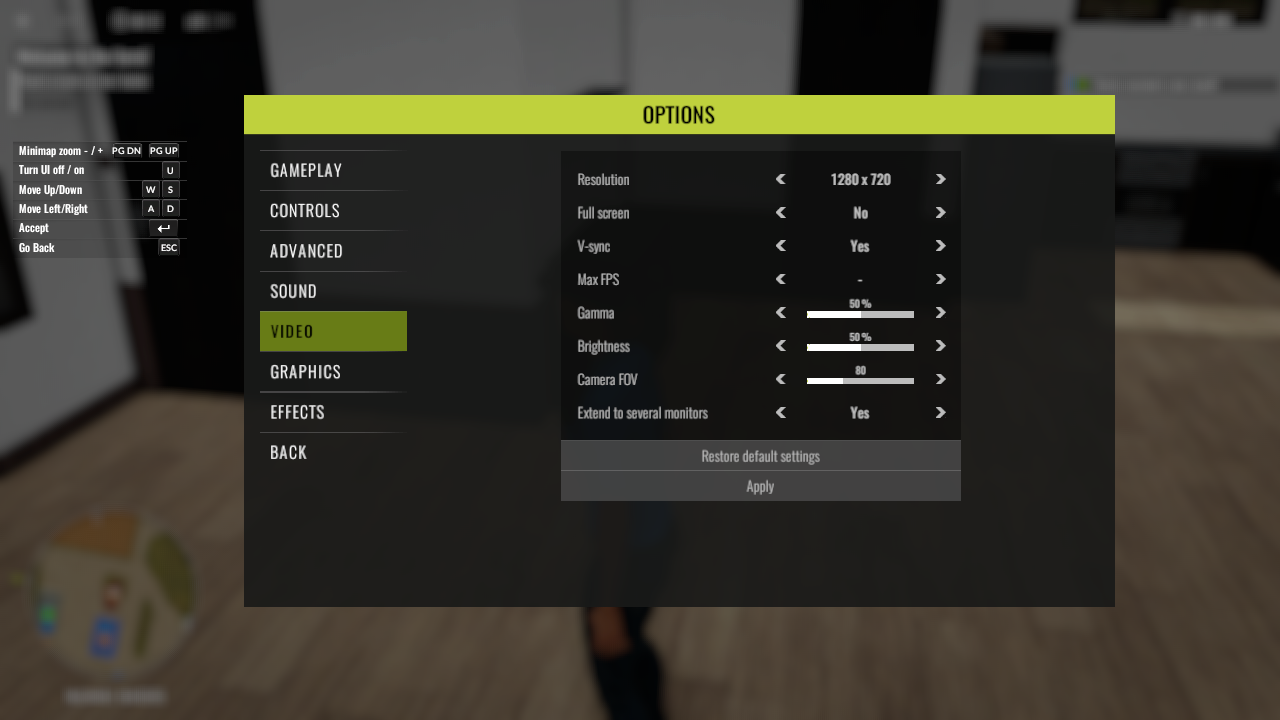 OPTIONS
Minimap zoom - / + PG DN PG UP
Turn UI off / on U
Move Up/Down W S
Move Left/Right A D
Accept
Go Back ESC
GAMEPLAY
CONTROLS
ADVANCED
SOUND
VIDEO
GRAPHICS
EFFECTS
BACK
Resolution 1280 x 720
Full screen No
V-sync Yes
Max FPS -
Gamma 50 %
Brightness 50 %
Camera FOV 80
Extend to several monitors Yes
Restore default settings
Apply